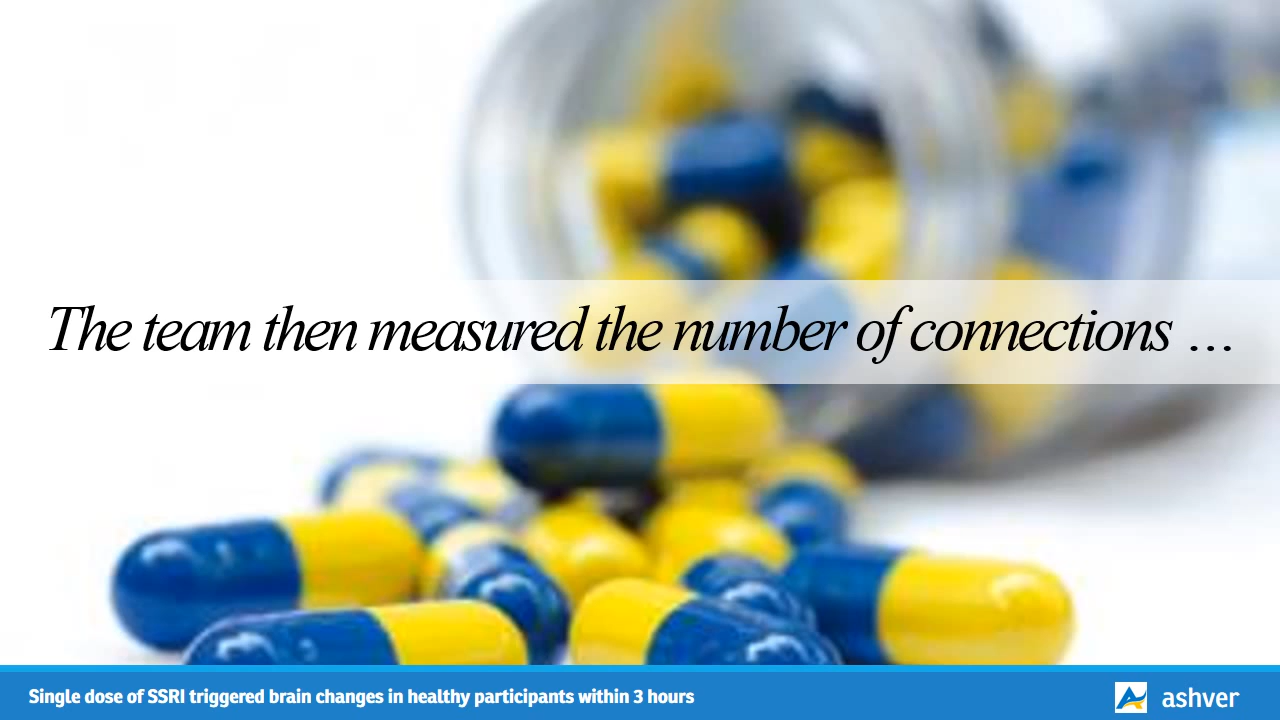 The team then measured the number of connections …
Single dose of SSRI triggered brain changes in healthy participants within 3 hours
ashver